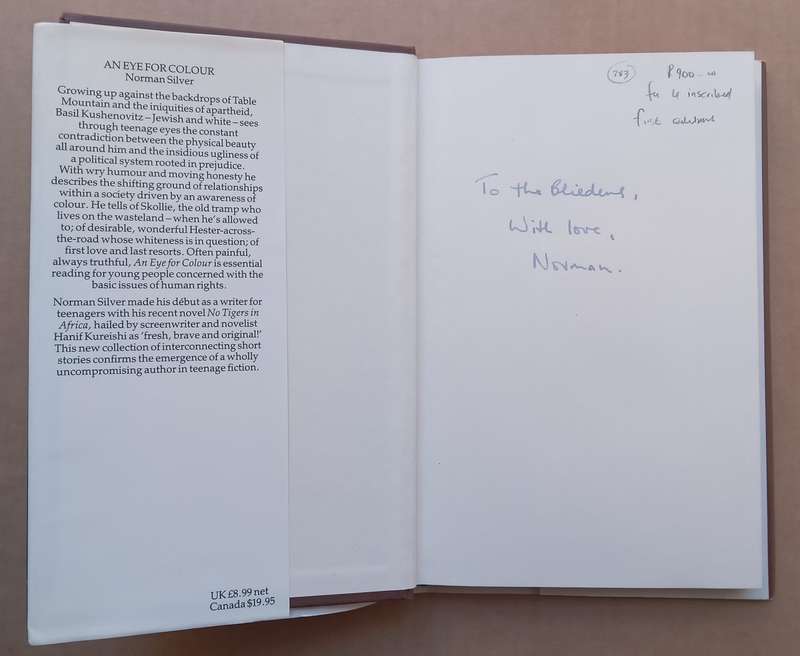 AN EYE FOR COLOUR
Norman Silver
Growing up against the backdrops of Table
Mountain and the iniquities of apartheid,
Basil Kushenovitz – Jewish and white – sees
through teenage eyes the constant
contradiction between the physical beauty
all around him and the insidious ugliness of
a political system rooted in prejudice.
With wry humour and moving honesty he
describes the shifting ground of relationships
within a society driven by an awareness of
colour. He tells of Skollie, the old tramp who
lives on the wasteland – when he's allowed
to; of desirable, wonderful Hester-across-
the-road whose whiteness is in question; of
first love and last resorts. Often painful,
always truthful, An Eye for Colour is essential
reading for young people concerned with the
basic issues of human rights.
Norman Silver made his début as a writer for
teenagers with his recent novel No Tigers in
Africa, hailed by screenwriter and novelist
Hanif Kureishi as 'fresh, brave and original!'
This new collection of interconnecting short
stories confirms the emergence of a wholly
uncompromising author in teenage fiction.
UK £8.99 net
Canada $19.95
783
R900-00
for 4 inscribed
first editions
To the Bliedens,
With love,
Norman.